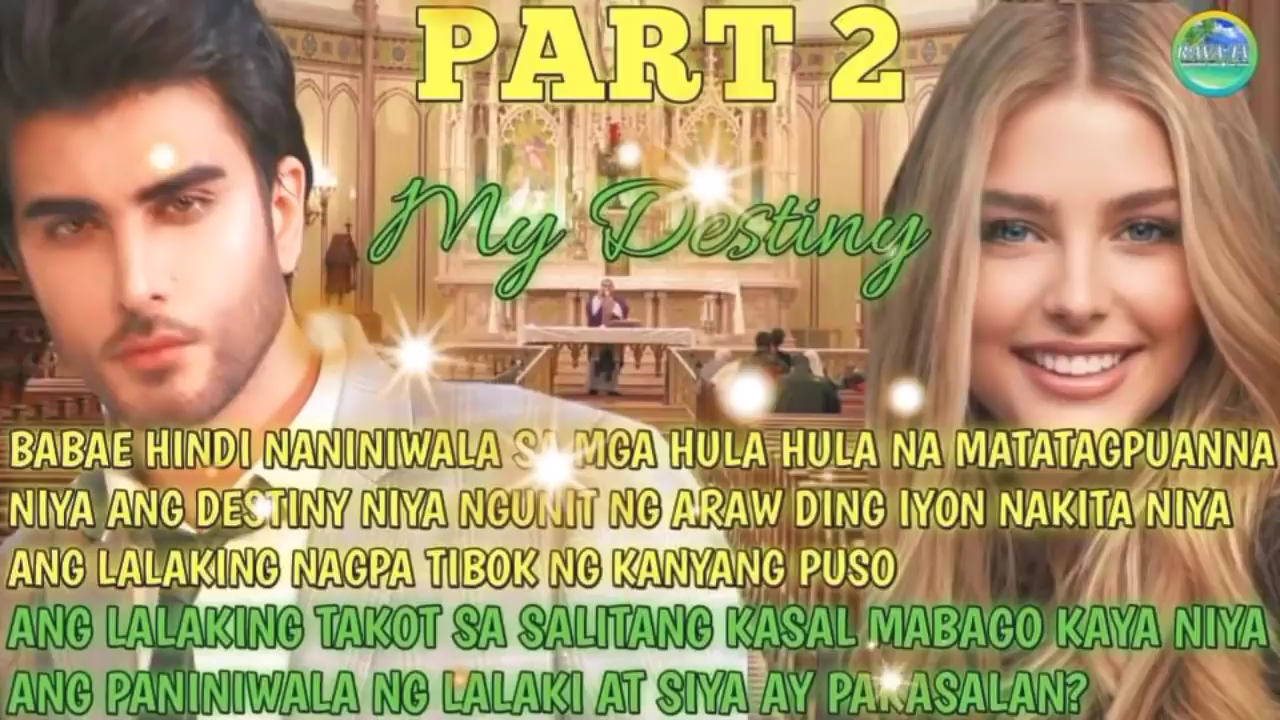 PART 2
My Destiny
BABAE HINDI NANINIWALA SA MGA HULA HULA NA MATATAGPUANNA
NIYA ANG DESTINY NIYA NGUNIT NG ARAW DING IYON NAKITA NIYA
ANG LALAKING NAGPA TIBOK NG KANYANG PUSO
ANG LALAKING TAKOT SA SALITANG KASAL MABAGO KAYA NIYA
ANG PANINIWALA NG LALAKI AT SIYA AY PAKASALAN?